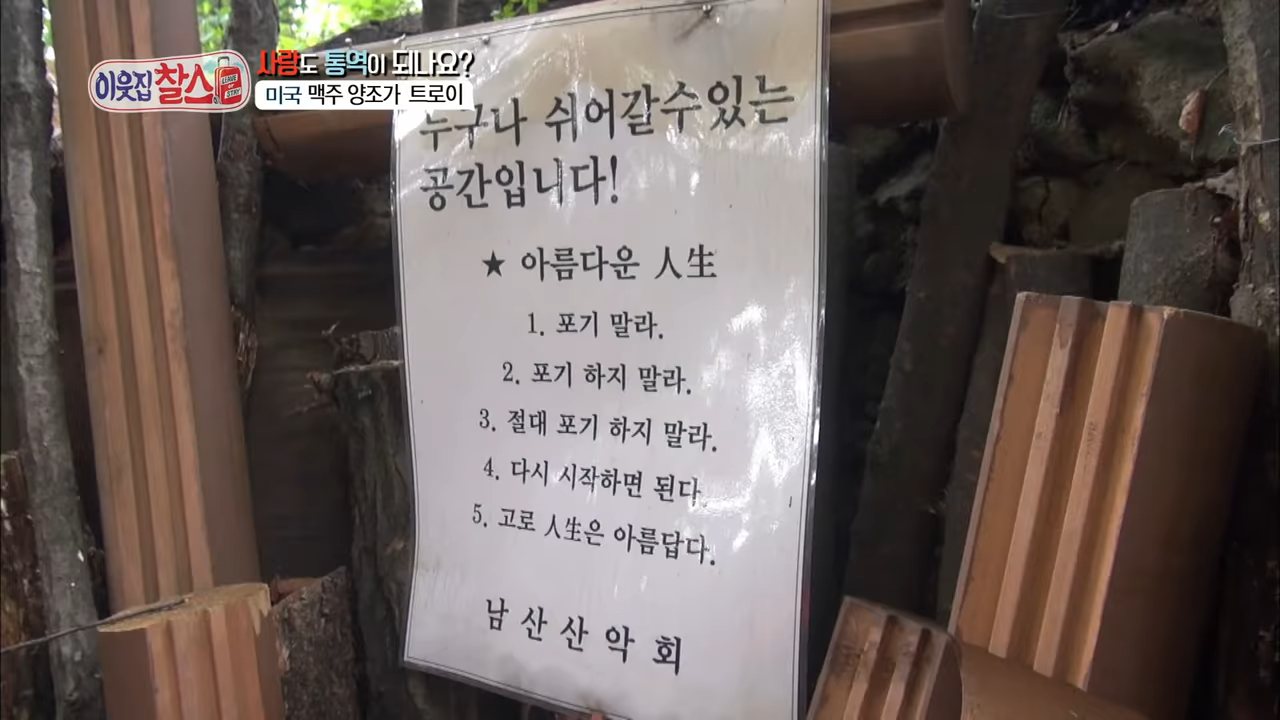 이웃집 찰스
LEAVE or STAY
사랑도 통역이 되나요?
미국 맥주 양조가 트로이
누구나 쉬어갈수있는
공간입니다!
★ 아름다운 人生
1. 포기 말라.
2. 포기 하지 말라.
3. 절대 포기 하지 말라.
4. 다시 시작하면 된다.
5. 고로 人生은 아름답다.
남산산악회